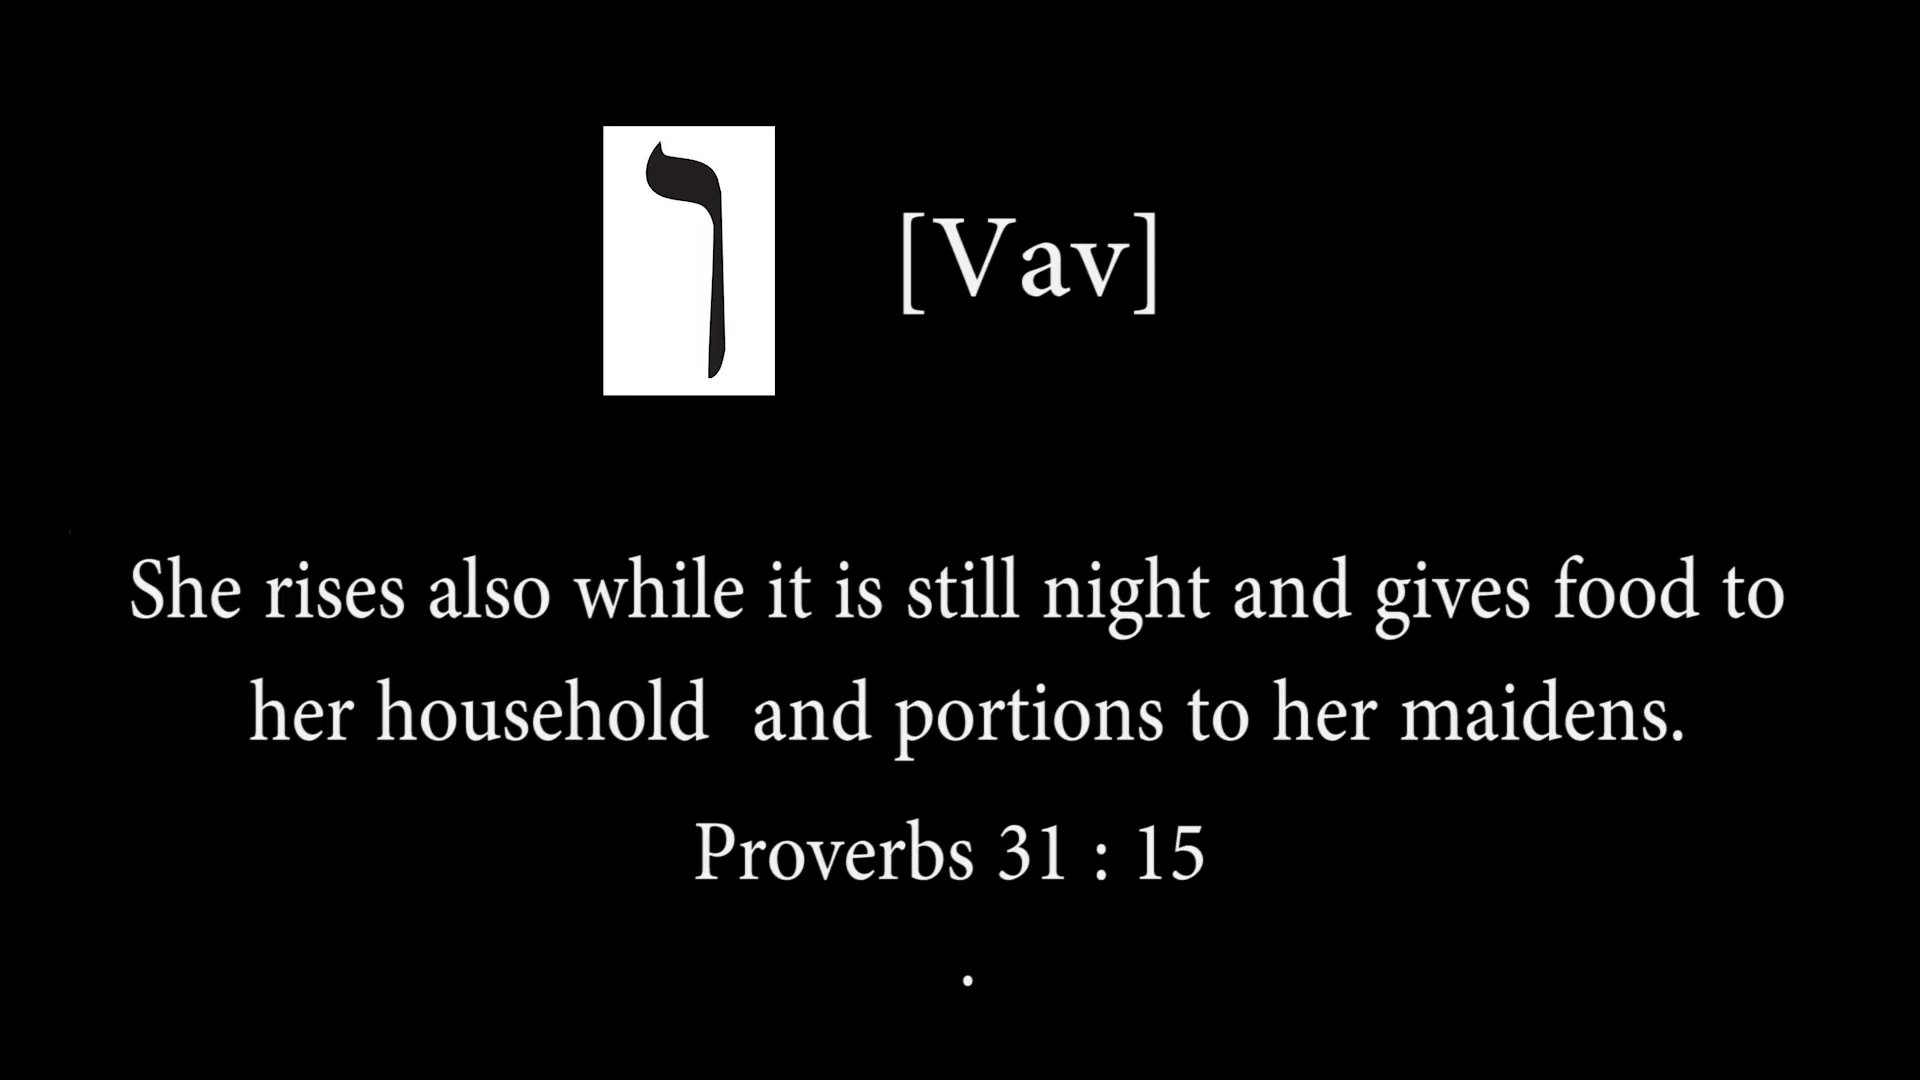 ו [Vav]
She rises also while it is still night and gives food to
her household  and portions to her maidens.
Proverbs 31 : 15
.